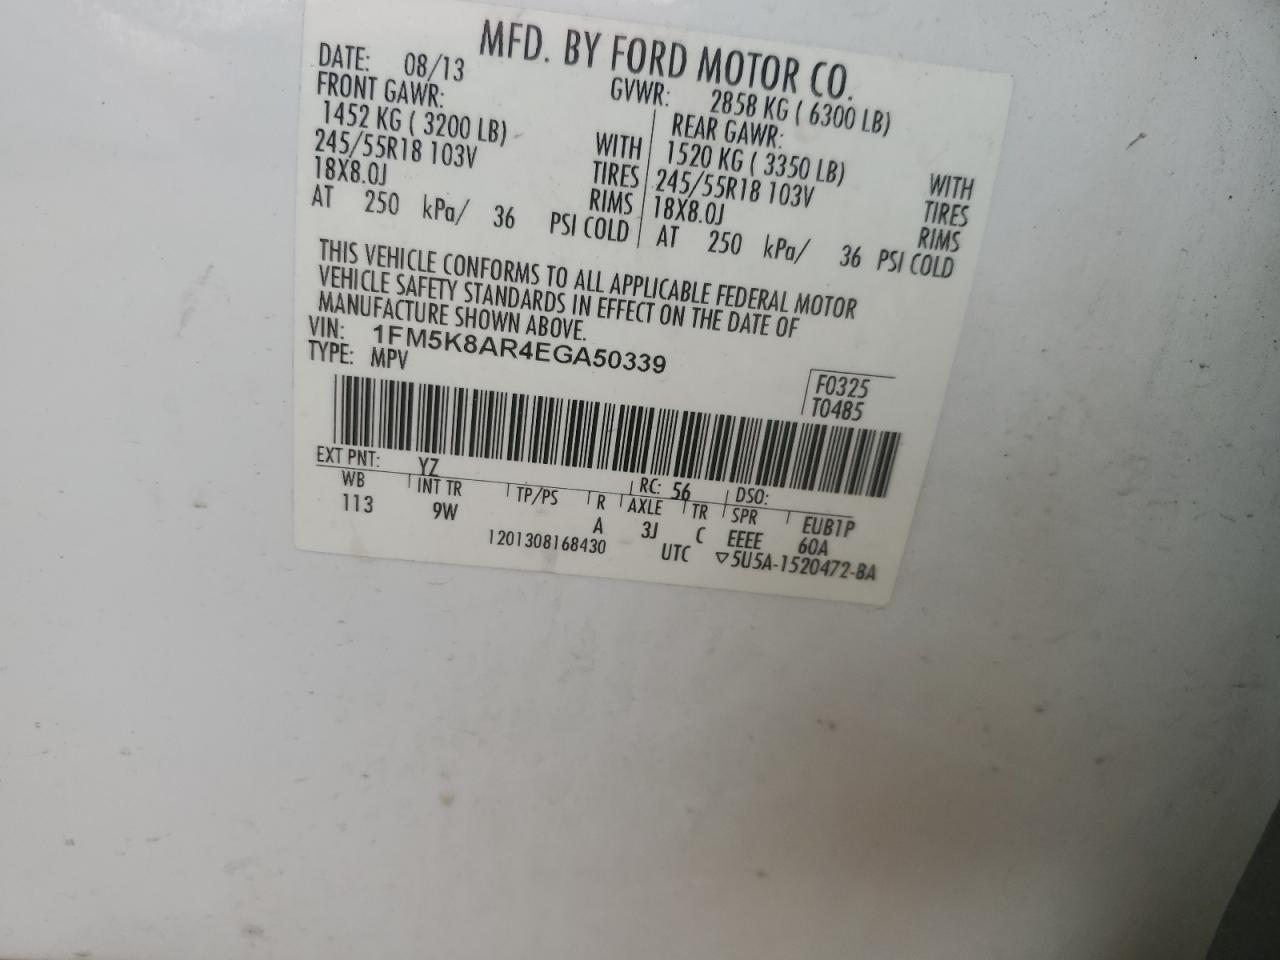 MFD. BY FORD MOTOR CO.
DATE: 08/13
GVWR: 2858 KG ( 6300 LB)
FRONT GAWR:
1452 KG ( 3200 LB) WITH
245/55R18 103V TIRES
18X8.0J RIMS
AT 250 kPa/ 36 PSI COLD
REAR GAWR:
1520 KG ( 3350 LB) WITH
245/55R18 103V TIRES
18X8.0J RIMS
AT 250 kPa/ 36 PSI COLD
THIS VEHICLE CONFORMS TO ALL APPLICABLE FEDERAL MOTOR
VEHICLE SAFETY STANDARDS IN EFFECT ON THE DATE OF
MANUFACTURE SHOWN ABOVE.
VIN: 1FM5K8AR4EGA50339
TYPE: MPV
F0325
T0485
EXT PNT: YZ RC: 56 DSO:
WB INT TR TP/PS R AXLE TR SPR EUB1P
113 9W A 3J C EEEE 60A
1201308168430 UTC ▽5U5A-1520472-BA